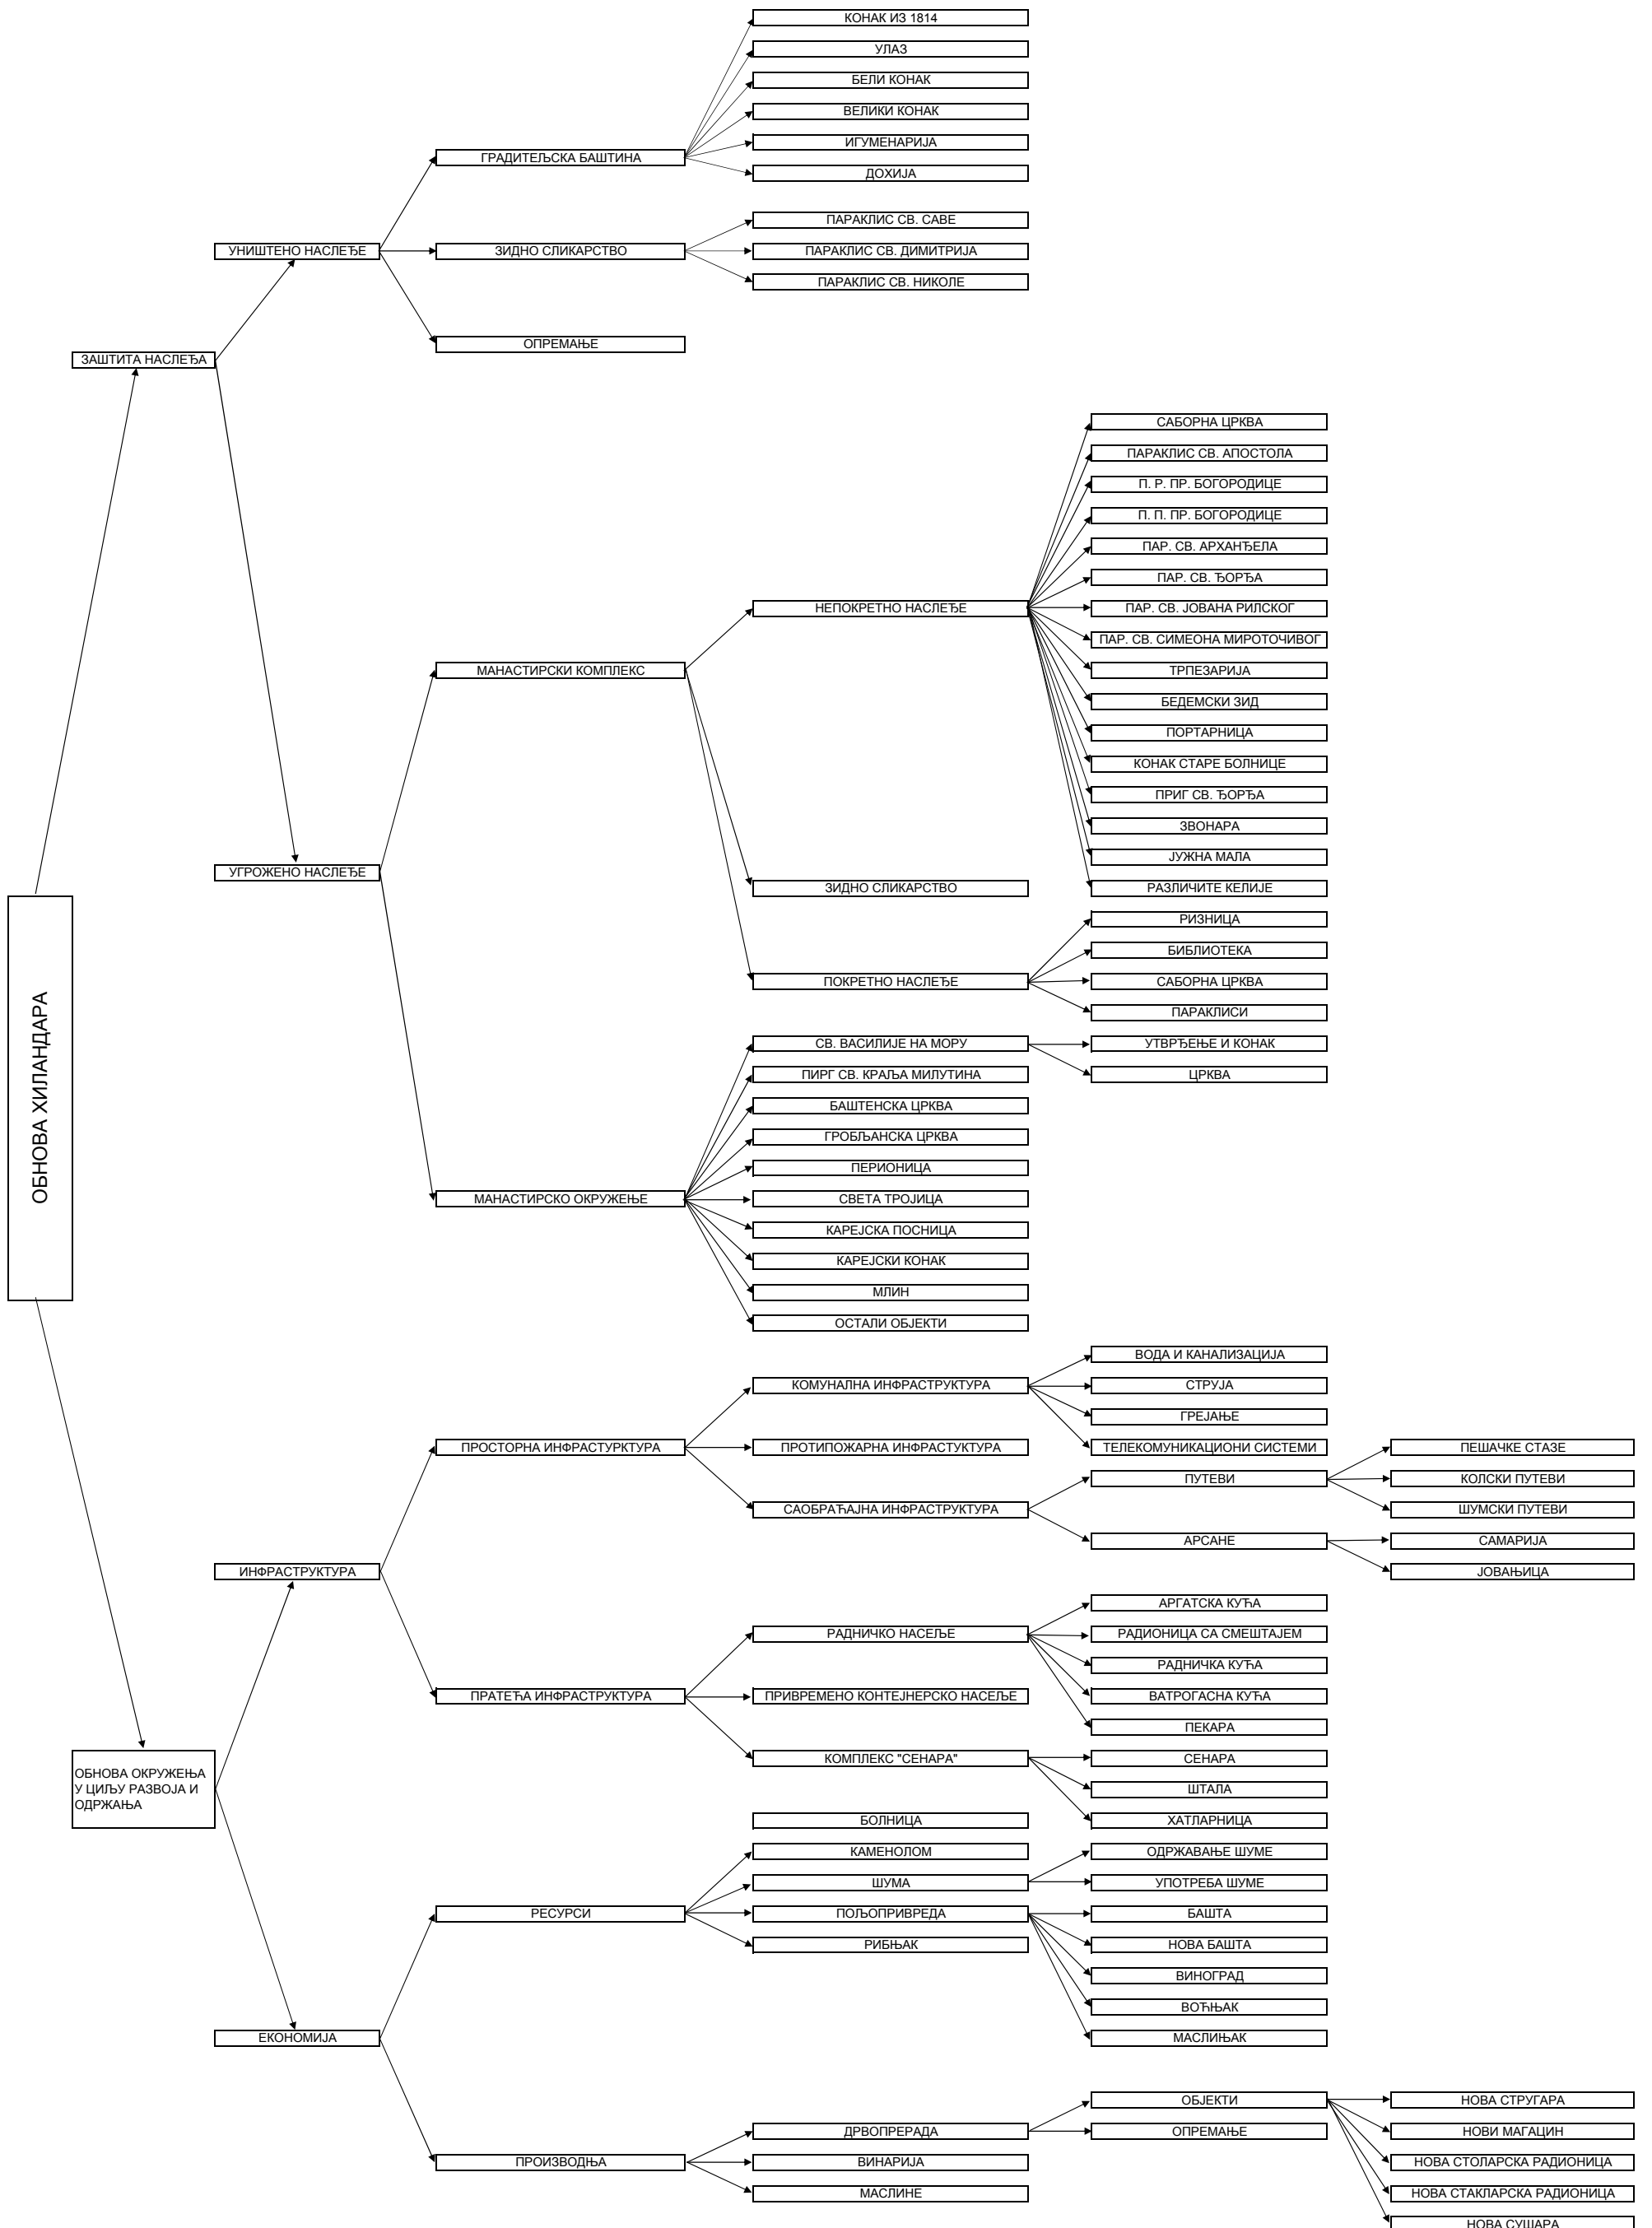 КОНАК ИЗ 1814
УЛАЗ
БЕЛИ КОНАК
ВЕЛИКИ КОНАК
ИГУМЕНАРИЈА
ГРАДИТЕЉСКА БАШТИНА
ДОХИЈА
ПАРАКЛИС СВ. САВЕ
УНИШТЕНО НАСЛЕЂЕ
ЗИДНО СЛИКАРСТВО
ПАРАКЛИС СВ. ДИМИТРИЈА
ПАРАКЛИС СВ. НИКОЛЕ
ОПРЕМАЊЕ
ЗАШТИТА НАСЛЕЂА
САБОРНА ЦРКВА
ПАРАКЛИС СВ. АПОСТОЛА
П. Р. ПР. БОГОРОДИЦЕ
П. П. ПР. БОГОРОДИЦЕ
ПАР. СВ. АРХАНЂЕЛА
ПАР. СВ. ЂОРЂА
НЕПОКРЕТНО НАСЛЕЂЕ
ПАР. СВ. ЈОВАНА РИЛСКОГ
ПАР. СВ. СИМЕОНА МИРОТОЧИВОГ
МАНАСТИРСКИ КОМПЛЕКС
ТРПЕЗАРИЈА
БЕДЕМСКИ ЗИД
ПОРТАРНИЦА
КОНАК СТАРЕ БОЛНИЦЕ
ПРИГ СВ. ЂОРЂА
ЗВОНАРА
ЈУЖНА МАЛА
УГРОЖЕНО НАСЛЕЂЕ
ЗИДНО СЛИКАРСТВО
РАЗЛИЧИТЕ КЕЛИЈЕ
РИЗНИЦА
БИБЛИОТЕКА
ПОКРЕТНО НАСЛЕЂЕ
САБОРНА ЦРКВА
ПАРАКЛИСИ
ОБНОВА ХИЛАНДАРА
СВ. ВАСИЛИЈЕ НА МОРУ
УТВРЂЕЊЕ И КОНАК
ПИРГ СВ. КРАЉА МИЛУТИНА
ЦРКВА
БАШТЕНСКА ЦРКВА
ГРОБЉАНСКА ЦРКВА
ПЕРИОНИЦА
МАНАСТИРСКО ОКРУЖЕЊЕ
СВЕТА ТРОЈИЦА
КАРЕЈСКА ПОСНИЦА
КАРЕЈСКИ КОНАК
МЛИН
ОСТАЛИ ОБЈЕКТИ
ВОДА И КАНАЛИЗАЦИЈА
КОМУНАЛНА ИНФРАСТРУКТУРА
СТРУЈА
ГРЕЈАЊЕ
ПРОСТОРНА ИНФРАСТУРКТУРА
ПРОТИПОЖАРНА ИНФРАСТУКТУРА
ТЕЛЕКОМУНИКАЦИОНИ СИСТЕМИ
ПЕШАЧКЕ СТАЗЕ
ПУТЕВИ
КОЛСКИ ПУТЕВИ
САОБРАЋАЈНА ИНФРАСТРУКТУРА
ШУМСКИ ПУТЕВИ
АРСАНЕ
САМАРИЈА
ИНФРАСТРУКТУРА
ЈОВАЊИЦА
АРГАТСКА КУЋА
РАДНИЧКО НАСЕЉЕ
РАДИОНИЦА СА СМЕШТАЈЕМ
РАДНИЧКА КУЋА
ПРАТЕЋА ИНФРАСТРУКТУРА
ПРИВРЕМЕНО КОНТЕЈНЕРСКО НАСЕЉЕ
ВАТРОГАСНА КУЋА
ПЕКАРА
КОМПЛЕКС "СЕНАРА"
СЕНАРА
ОБНОВА ОКРУЖЕЊА
У ЦИЉУ РАЗВОЈА И
ОДРЖАЊА
ШТАЛА
БОЛНИЦА
ХАТЛАРНИЦА
КАМЕНОЛОМ
ОДРЖАВАЊЕ ШУМЕ
ШУМА
УПОТРЕБА ШУМЕ
РЕСУРСИ
ПОЉОПРИВРЕДА
БАШТА
РИБЊАК
НОВА БАШТА
ВИНОГРАД
ВОЋЊАК
ЕКОНОМИЈА
МАСЛИЊАК
ОБЈЕКТИ
НОВА СТРУГАРА
ДРВОПРЕРАДА
ОПРЕМАЊЕ
НОВИ МАГАЦИН
ПРОИЗВОДЊА
ВИНАРИЈА
НОВА СТОЛАРСКА РАДИОНИЦА
МАСЛИНЕ
НОВА СТАКЛАРСКА РАДИОНИЦА
НОВА СУШАРА